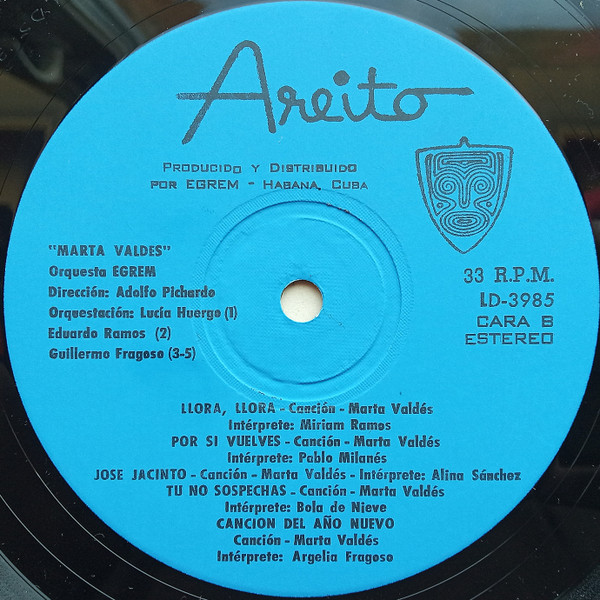 Areito
PRODUCIDO Y DISTRIBUIDO
POR EGREM - HABANA, CUBA
"MARTA VALDES"
Orquesta EGREM
Dirección: Adolfo Pichardo
Orquestación: Lucía Huergo (1)
Eduardo Ramos (2)
Guillermo Fragoso (3-5)
33 R.P.M.
LD-3985
CARA B
ESTEREO
LLORA, LLORA - Canción - Marta Valdés
Intérprete: Miriam Ramos
POR SI VUELVES - Canción - Marta Valdés
Intérprete: Pablo Milanés
JOSE JACINTO - Canción - Marta Valdés - Intérprete: Alina Sánchez
TU NO SOSPECHAS - Canción - Marta Valdés
Intérprete: Bola de Nieve
CANCION DEL AÑO NUEVO
Canción - Marta Valdés
Intérprete: Argelia Fragoso